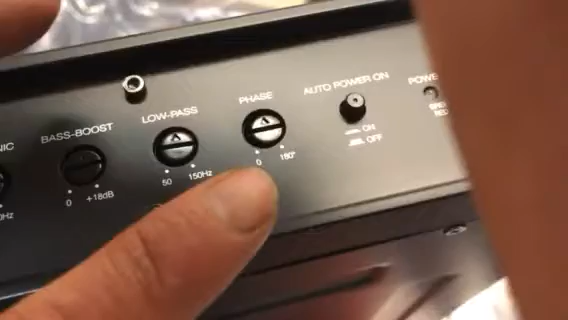 BASS-BOOST
0 +18dB
LOW-PASS
50 150Hz
PHASE
0 180°
AUTO POWER ON
ON
OFF